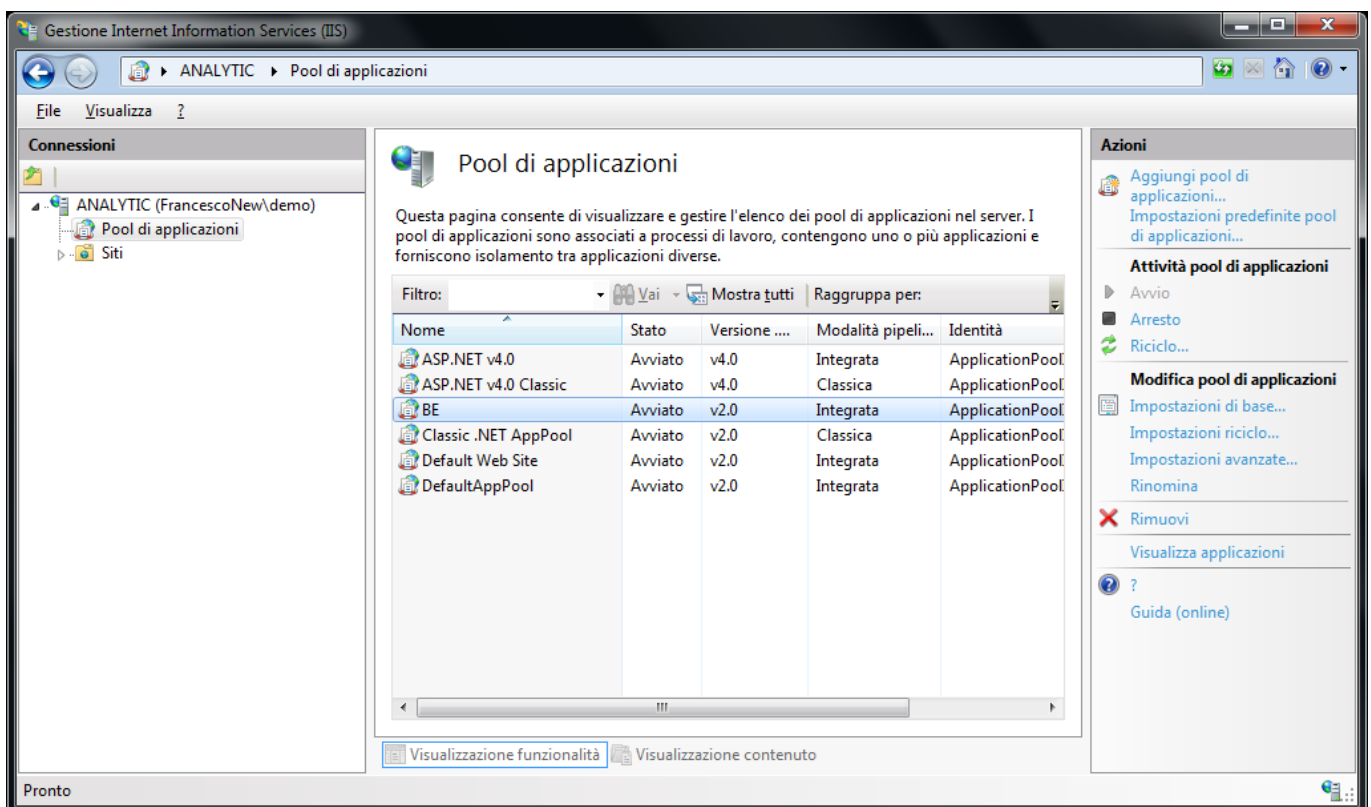 Gestione Internet Information Services (IIS)
ANALYTIC Pool di applicazioni
File Visualizza ?
Connessioni
ANALYTIC (FrancescoNew\demo)
Pool di applicazioni
Siti
Pool di applicazioni
Questa pagina consente di visualizzare e gestire l'elenco dei pool di applicazioni nel server. I
pool di applicazioni sono associati a processi di lavoro, contengono uno o più applicazioni e
forniscono isolamento tra applicazioni diverse.
Filtro: Vai Mostra tutti Raggruppa per:
Nome Stato Versione .... Modalità pipeli... Identità
ASP.NET v4.0 Avviato v4.0 Integrata ApplicationPool
ASP.NET v4.0 Classic Avviato v4.0 Classica ApplicationPool
BE Avviato v2.0 Integrata ApplicationPool
Classic .NET AppPool Avviato v2.0 Classica ApplicationPool
Default Web Site Avviato v2.0 Integrata ApplicationPool
DefaultAppPool Avviato v2.0 Integrata ApplicationPool
Visualizzazione funzionalità Visualizzazione contenuto
Azioni
Aggiungi pool di
applicazioni...
Impostazioni predefinite pool
di applicazioni...
Attività pool di applicazioni
Avvio
Arresto
Riciclo...
Modifica pool di applicazioni
Impostazioni di base...
Impostazioni riciclo...
Impostazioni avanzate...
Rinomina
Rimuovi
Visualizza applicazioni
?
Guida (online)
Pronto